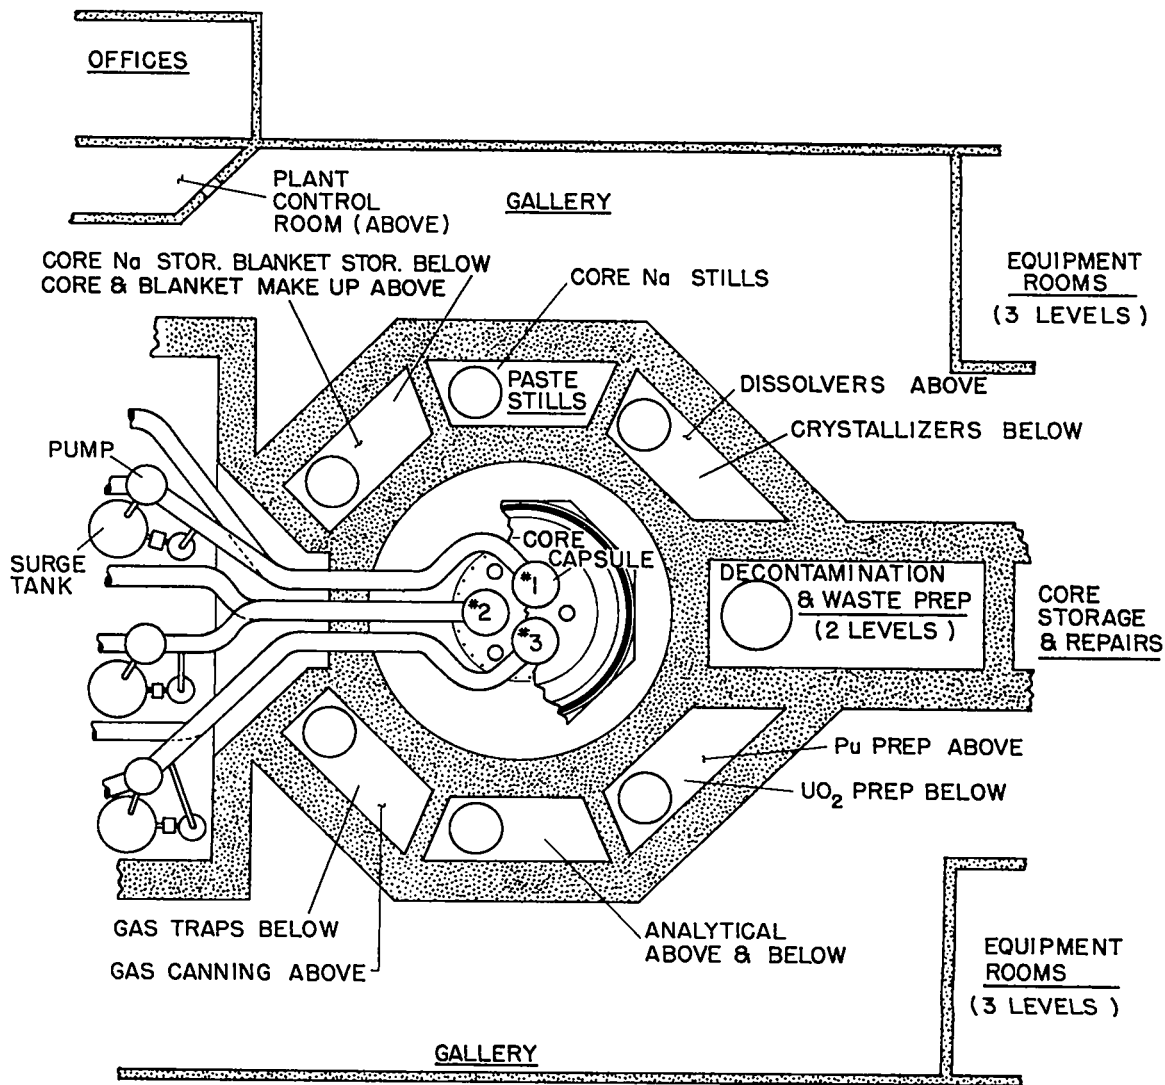 OFFICES
PLANT
CONTROL
ROOM (ABOVE)
GALLERY
CORE Na STOR. BLANKET STOR. BELOW
CORE & BLANKET MAKE UP ABOVE
CORE Na STILLS
EQUIPMENT
ROOMS
(3 LEVELS)
PASTE
STILLS
DISSOLVERS ABOVE
CRYSTALLIZERS BELOW
PUMP
SURGE
TANK
CORE
CAPSULE
*1
*2
*3
DECONTAMINATION
& WASTE PREP
(2 LEVELS)
CORE
STORAGE
& REPAIRS
Pu PREP ABOVE
UO₂ PREP BELOW
GAS TRAPS BELOW
GAS CANNING ABOVE
ANALYTICAL
ABOVE & BELOW
EQUIPMENT
ROOMS
(3 LEVELS)
GALLERY